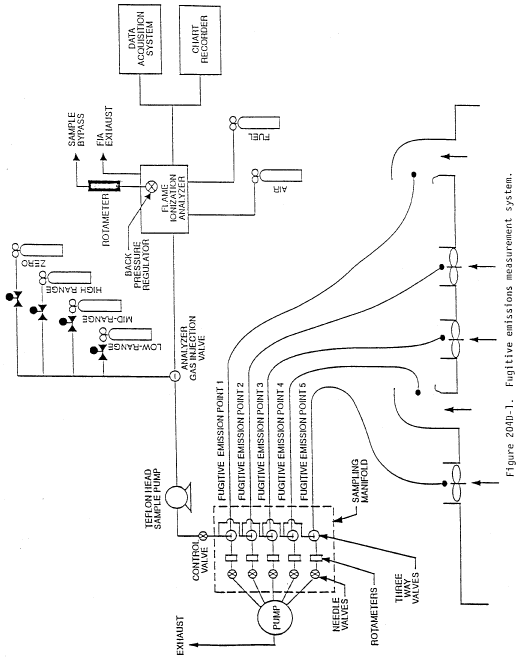 DATA
ACQUISITION
SYSTEM
CHART
RECORDER
SAMPLE
BYPASS
FIA
EXHAUST
ROTAMETER
BACK
PRESSURE
REGULATOR
FLAME
IONIZATION
ANALYZER
FUEL
AIR
ZERO
HIGH RANGE
MID-RANGE
LOW-RANGE
ANALYZER
GAS INJECTION
VALVE
TEFLON HEAD
SAMPLE PUMP
CONTROL
VALVE
FUGITIVE EMISSION POINT 1
FUGITIVE EMISSION POINT 2
FUGITIVE EMISSION POINT 3
FUGITIVE EMISSION POINT 4
FUGITIVE EMISSION POINT 5
SAMPLING
MANIFOLD
THREE
WAY
VALVES
ROTAMETERS
NEEDLE
VALVES
PUMP
EXHAUST
Figure 204D-1. Fugitive emissions measurement system.